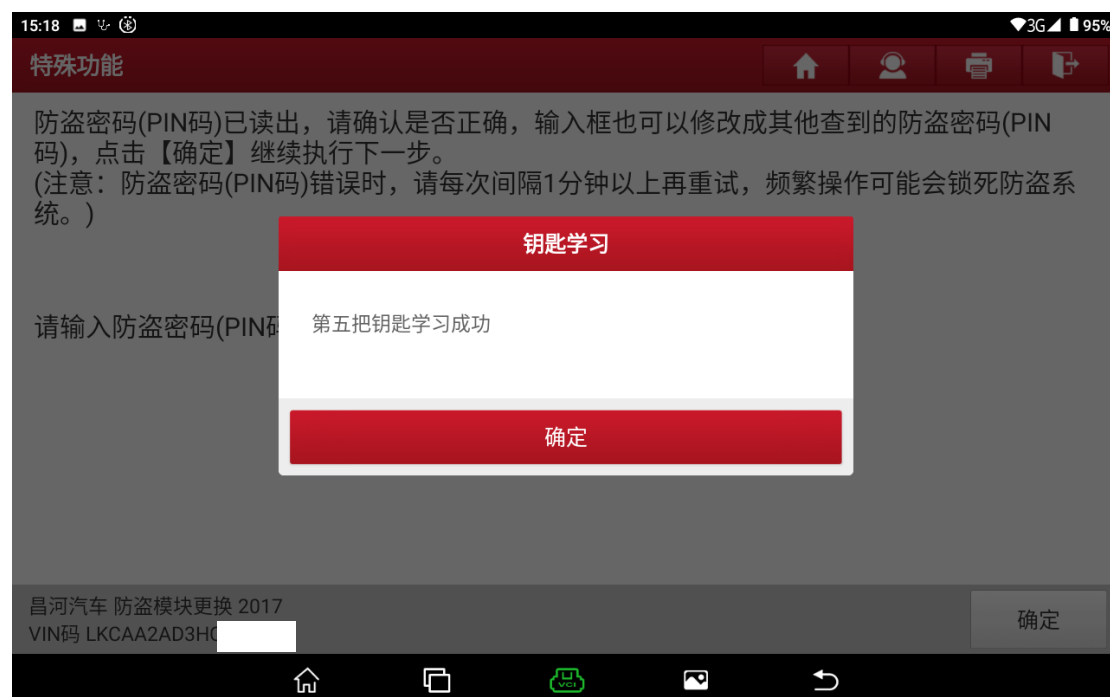 15:18
3G
95%
特殊功能
防盗密码(PIN码)已读出，请确认是否正确，输入框也可以修改成其他查到的防盗密码(PIN
码)，点击【确定】继续执行下一步。
(注意：防盗密码(PIN码)错误时，请每次间隔1分钟以上再重试，频繁操作可能会锁死防盗系
统。)
钥匙学习
请输入防盗密码(PIN码
第五把钥匙学习成功
确定
昌河汽车 防盗模块更换 2017
VIN码 LKCAA2AD3H
确定
VCI